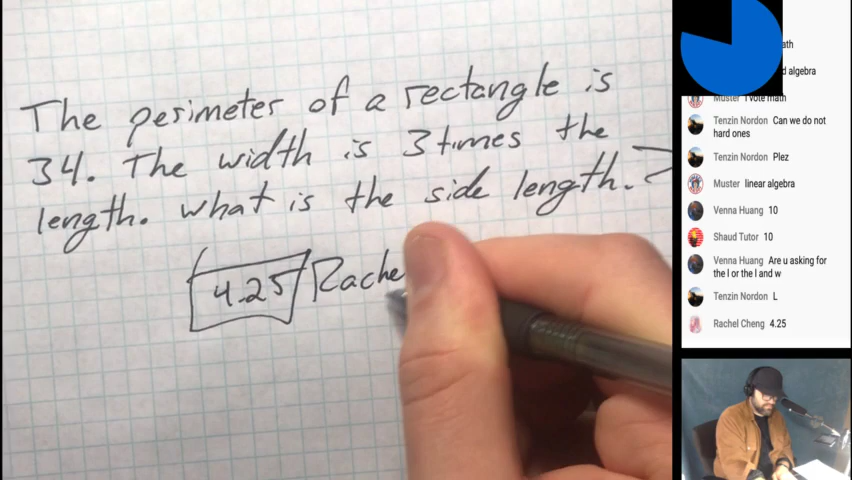 The perimeter of a rectangle is
34. The width is 3 times the
length. what is the side length.
4.25 Rache
ath
d algebra
Muster I vote math
Tenzin Nordon Can we do not
hard ones
Tenzin Nordon Plez
Muster linear algebra
Venna Huang 10
Shaud Tutor 10
Venna Huang Are u asking for
the l or the l and w
Tenzin Nordon L
Rachel Cheng 4.25